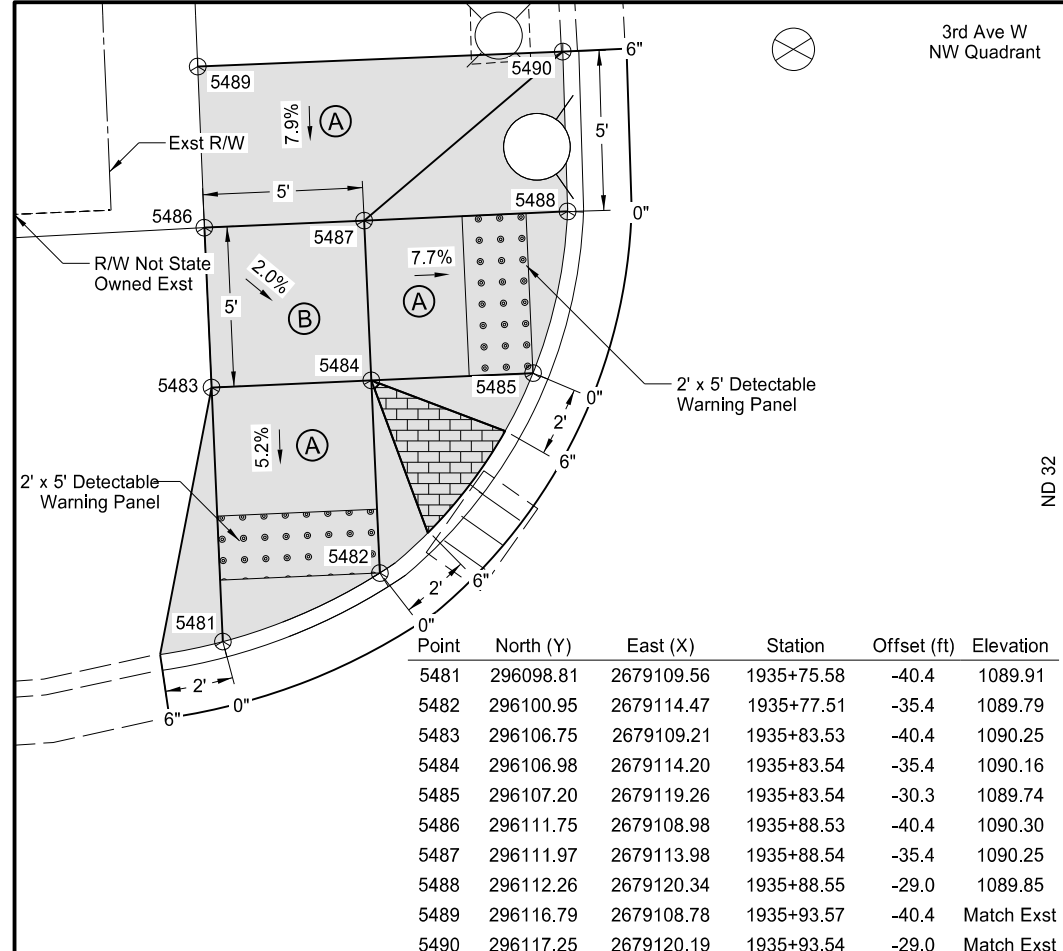 3rd Ave W
NW Quadrant
6"
5489
5490
7.9%
A
5'
Exst R/W
5'
5486
5487
5488
0"
R/W Not State
Owned Exst
2.0%
7.7%
5'
B
A
5483
5484
5485
2' x 5' Detectable
Warning Panel
0"
2'
6"
5.2%
A
ND 32
2' x 5' Detectable
Warning Panel
5482
2'
6"
0"
5481
2'
0"
6"
Point North (Y) East (X) Station Offset (ft) Elevation
5481 296098.81 2679109.56 1935+75.58 -40.4 1089.91
5482 296100.95 2679114.47 1935+77.51 -35.4 1089.79
5483 296106.75 2679109.21 1935+83.53 -40.4 1090.25
5484 296106.98 2679114.20 1935+83.54 -35.4 1090.16
5485 296107.20 2679119.26 1935+83.54 -30.3 1089.74
5486 296111.75 2679108.98 1935+88.53 -40.4 1090.30
5487 296111.97 2679113.98 1935+88.54 -35.4 1090.25
5488 296112.26 2679120.34 1935+88.55 -29.0 1089.85
5489 296116.79 2679108.78 1935+93.57 -40.4 Match Exst
5490 296117.25 2679120.19 1935+93.54 -29.0 Match Exst